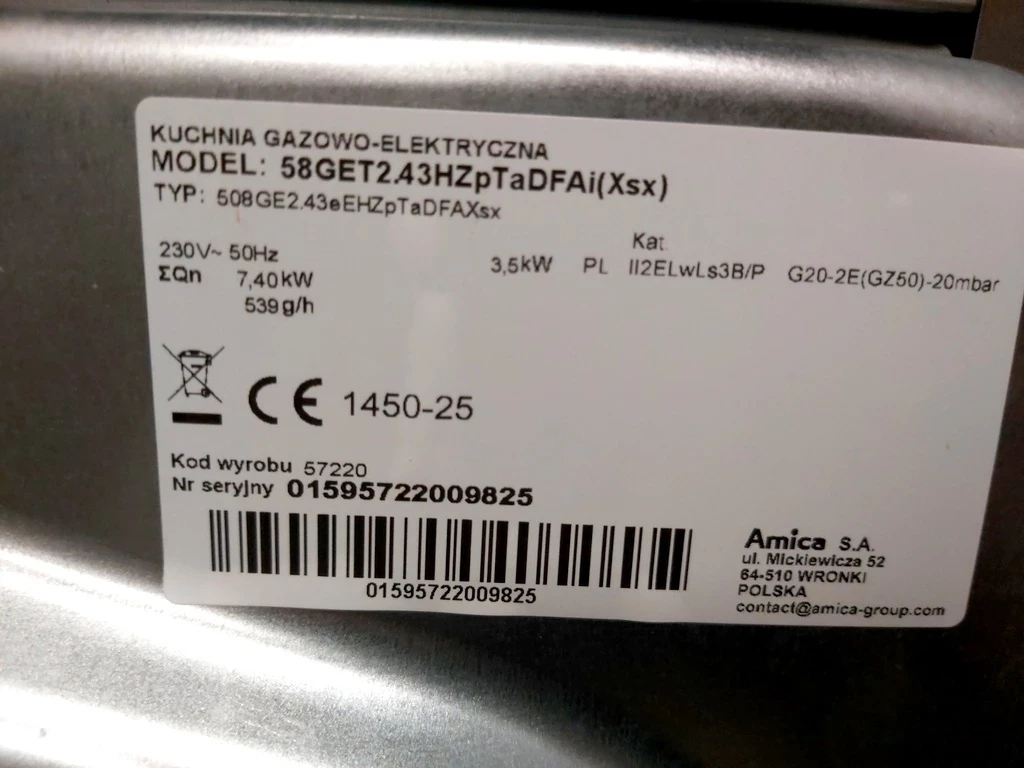 KUCHNIA GAZOWO-ELEKTRYCZNA
MODEL: 58GET2.43HZpTaDFAi(Xsx)
TYP: 508GE2.43eEHZpTaDFAXsx
Kat.
230V~ 50Hz 3,5kW PL II2ELwLs3B/P G20-2E(GZ50)-20mbar
ΣQn 7,40kW
539g/h
CE 1450-25
Kod wyrobu 57220
Nr seryjny 01595722009825
01595722009825
Amica S.A.
ul. Mickiewicza 52
64-510 WRONKI
POLSKA
contact@amica-group.com